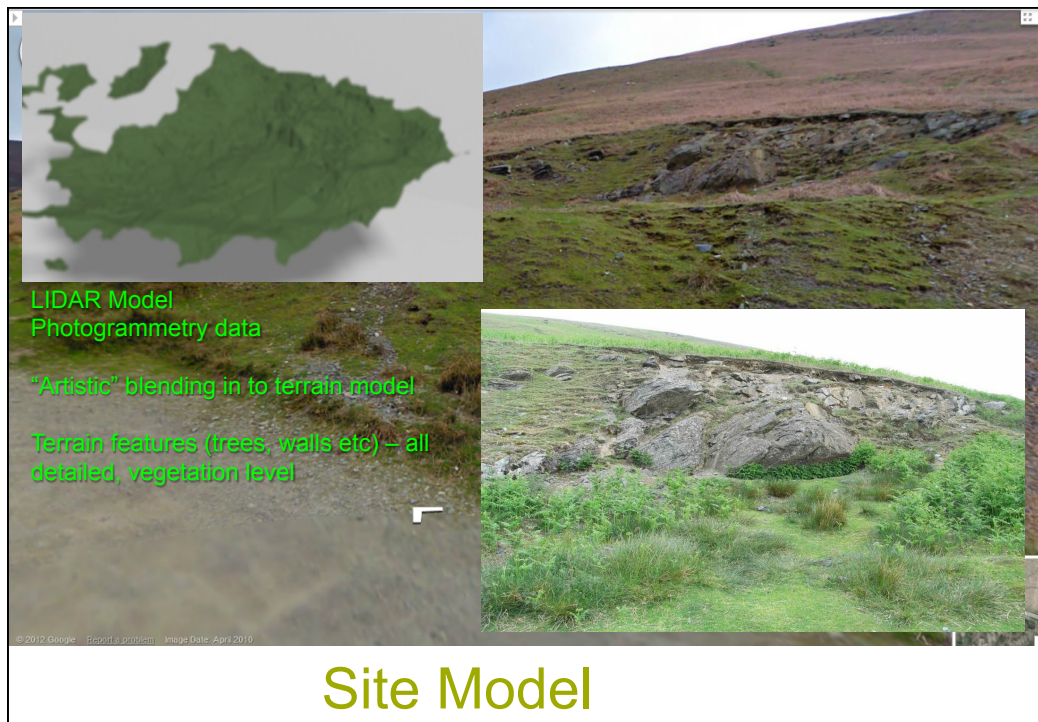 LIDAR Model
Photogrammetry data
“Artistic” blending in to terrain model
Terrain features (trees, walls etc) – all
detailed, vegetation level
© 2012 Google Report a problem Image Date: April 2010
Site Model